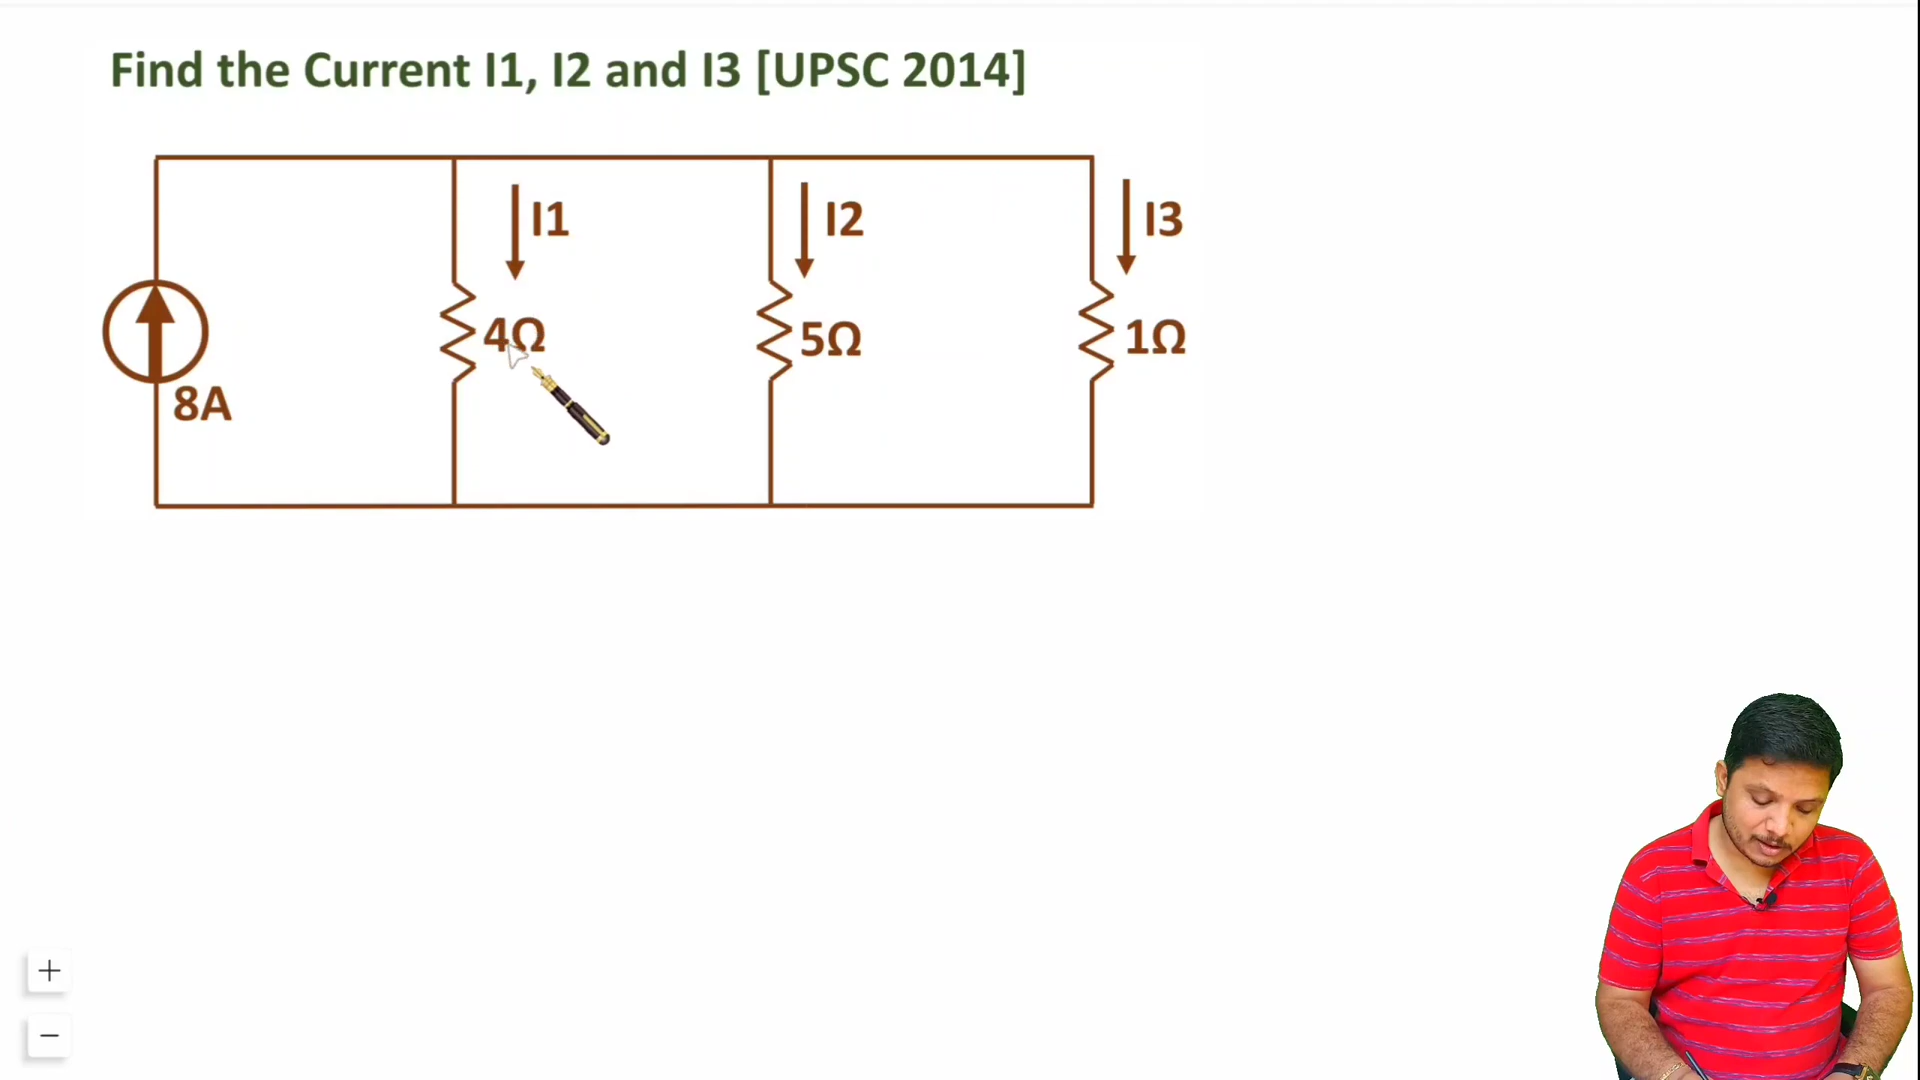 Find the Current I1, I2 and I3 [UPSC 2014]
I1
I2
I3
4Ω
5Ω
1Ω
8A